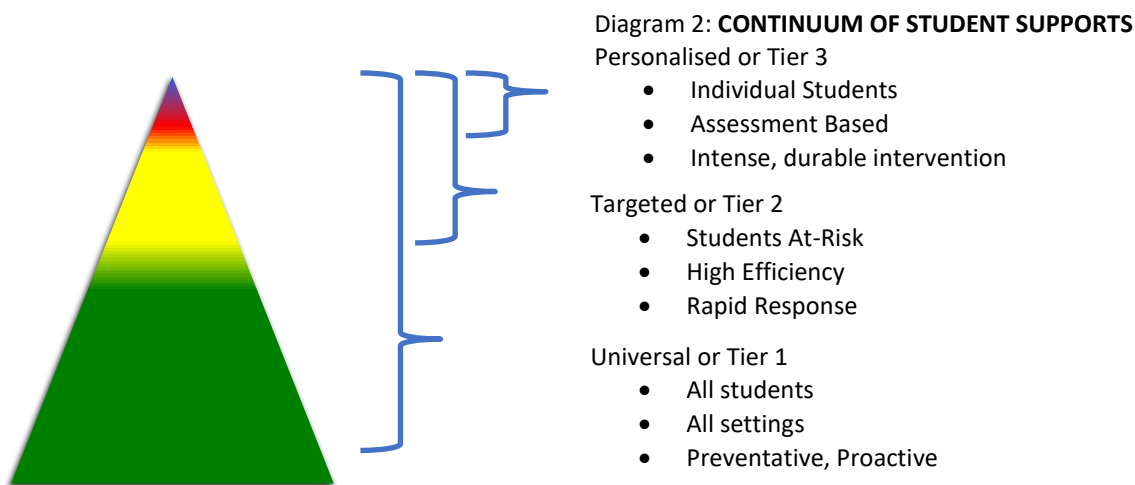 Diagram 2: CONTINUUM OF STUDENT SUPPORTS
Personalised or Tier 3
• Individual Students
• Assessment Based
• Intense, durable intervention
Targeted or Tier 2
• Students At-Risk
• High Efficiency
• Rapid Response
Universal or Tier 1
• All students
• All settings
• Preventative, Proactive